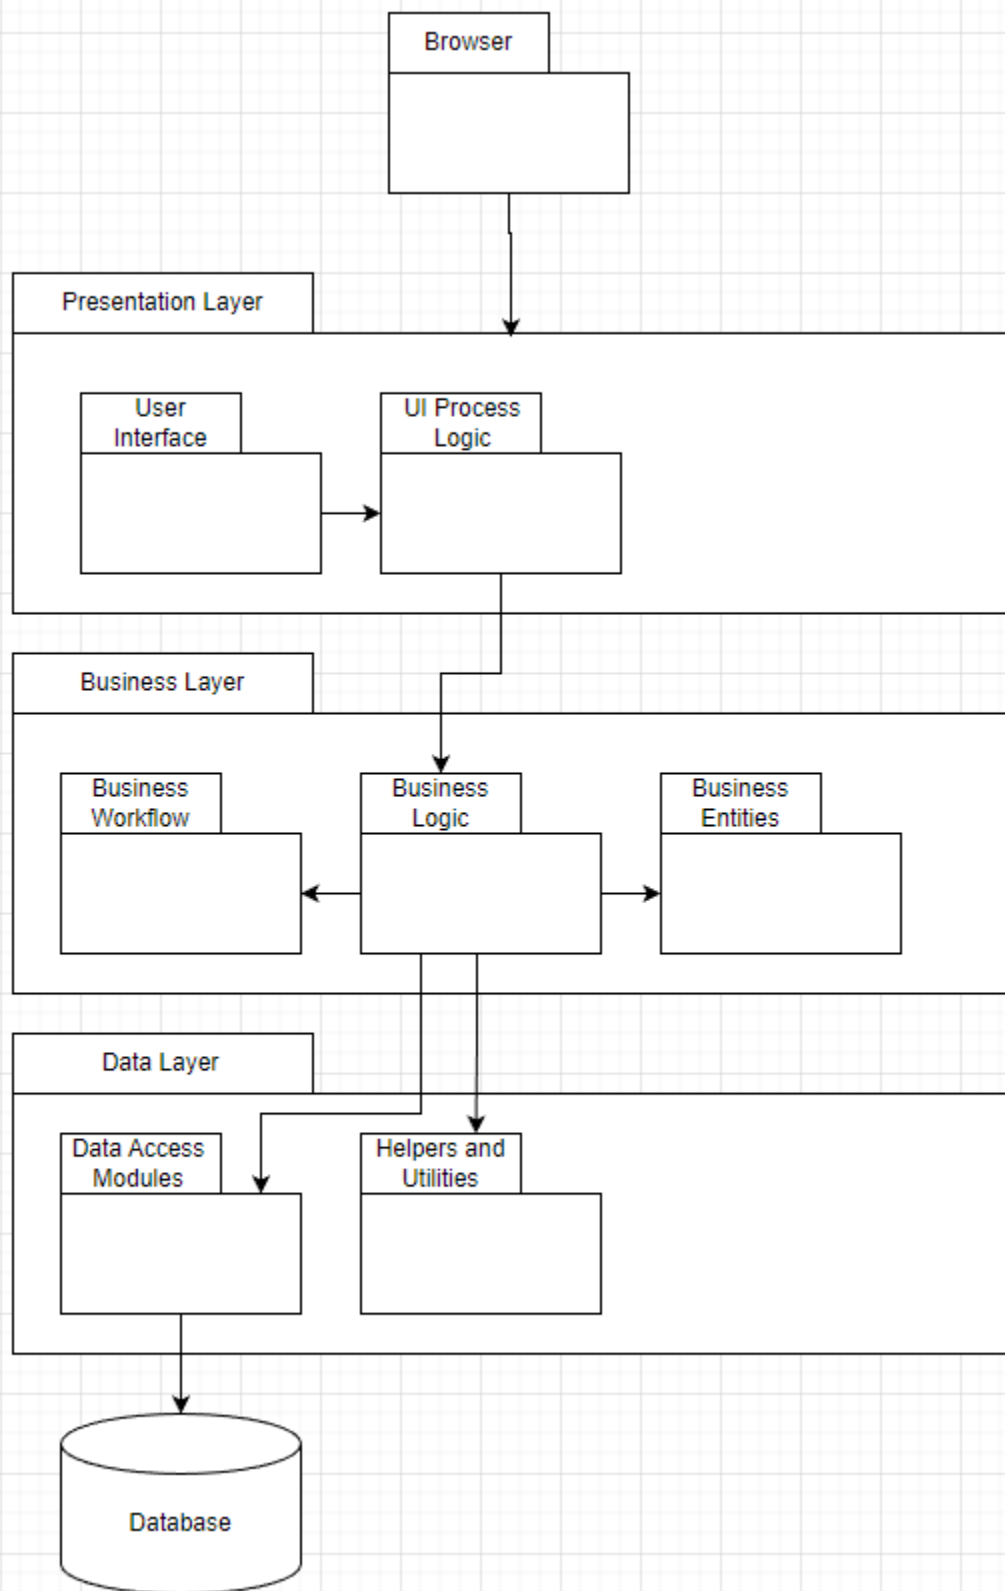 Browser
Presentation Layer
User
Interface
UI Process
Logic
Business Layer
Business
Workflow
Business
Logic
Business
Entities
Data Layer
Data Access
Modules
Helpers and
Utilities
Database